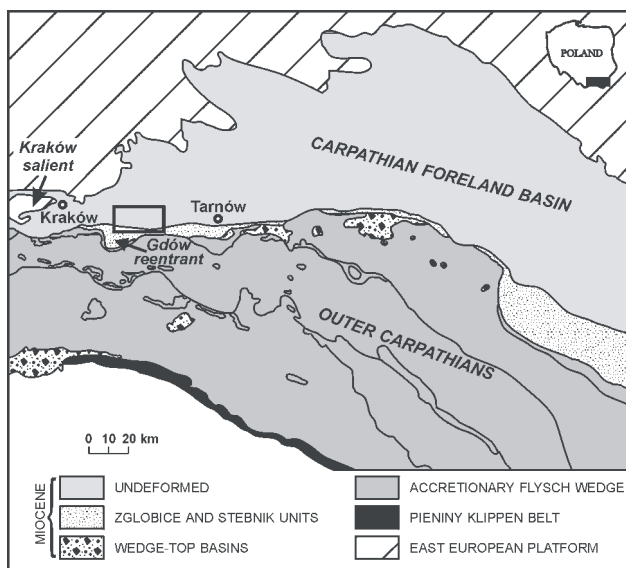 POLAND
Kraków
salient
CARPATHIAN FORELAND BASIN
Kraków
Tarnów
Gdów
reentrant
OUTER CARPATHIANS
0 10 20 km
MIOCENE
UNDEFORMED
ZGLOBICE AND STEBNIK UNITS
WEDGE-TOP BASINS
ACCRETIONARY FLYSCH WEDGE
PIENINY KLIPPEN BELT
EAST EUROPEAN PLATFORM